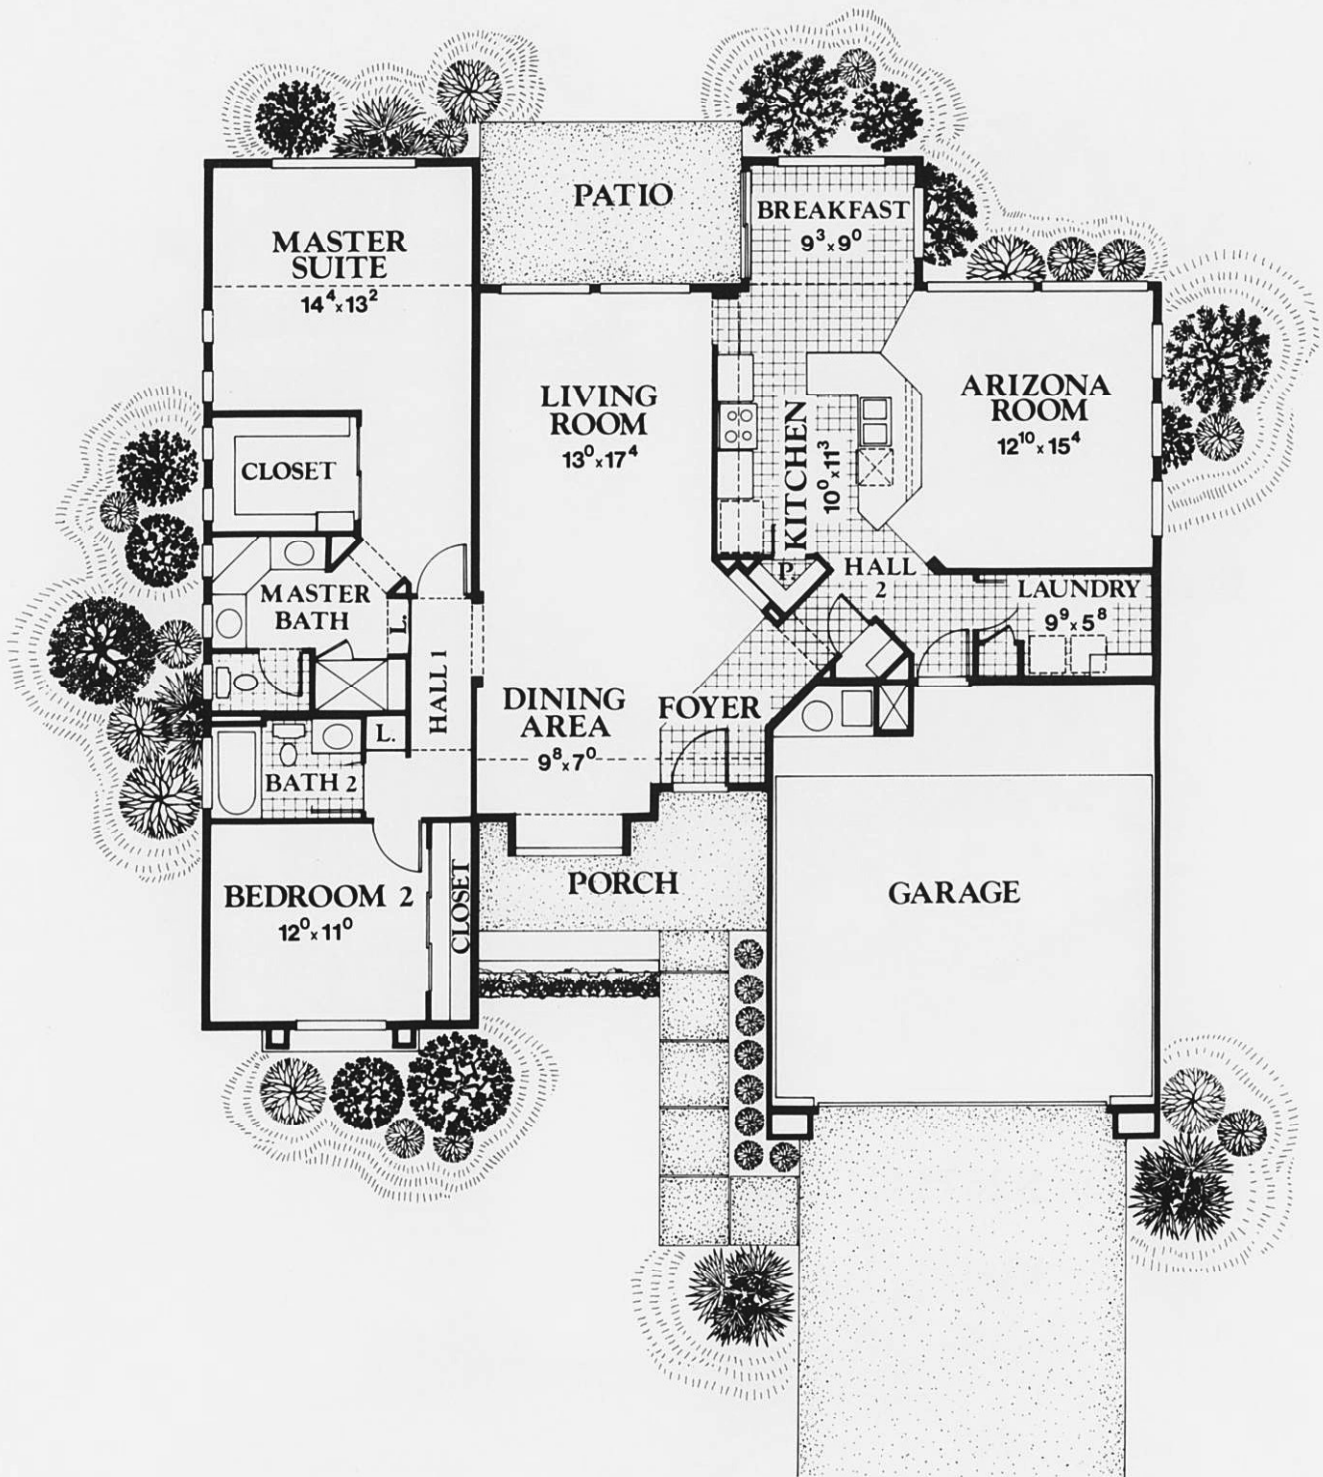 PATIO
BREAKFAST
9³ x 9⁰
MASTER
SUITE
14⁴ x 13²
LIVING
ROOM
13⁰ x 17⁴
ARIZONA
ROOM
12¹⁰ x 15⁴
KITCHEN
10⁰ x 11³
CLOSET
P.
HALL
2
LAUNDRY
9⁹ x 5⁸
MASTER
BATH
L.
HALL 1
DINING
AREA
9⁸ x 7⁰
FOYER
L.
BATH 2
BEDROOM 2
12⁰ x 11⁰
CLOSET
PORCH
GARAGE